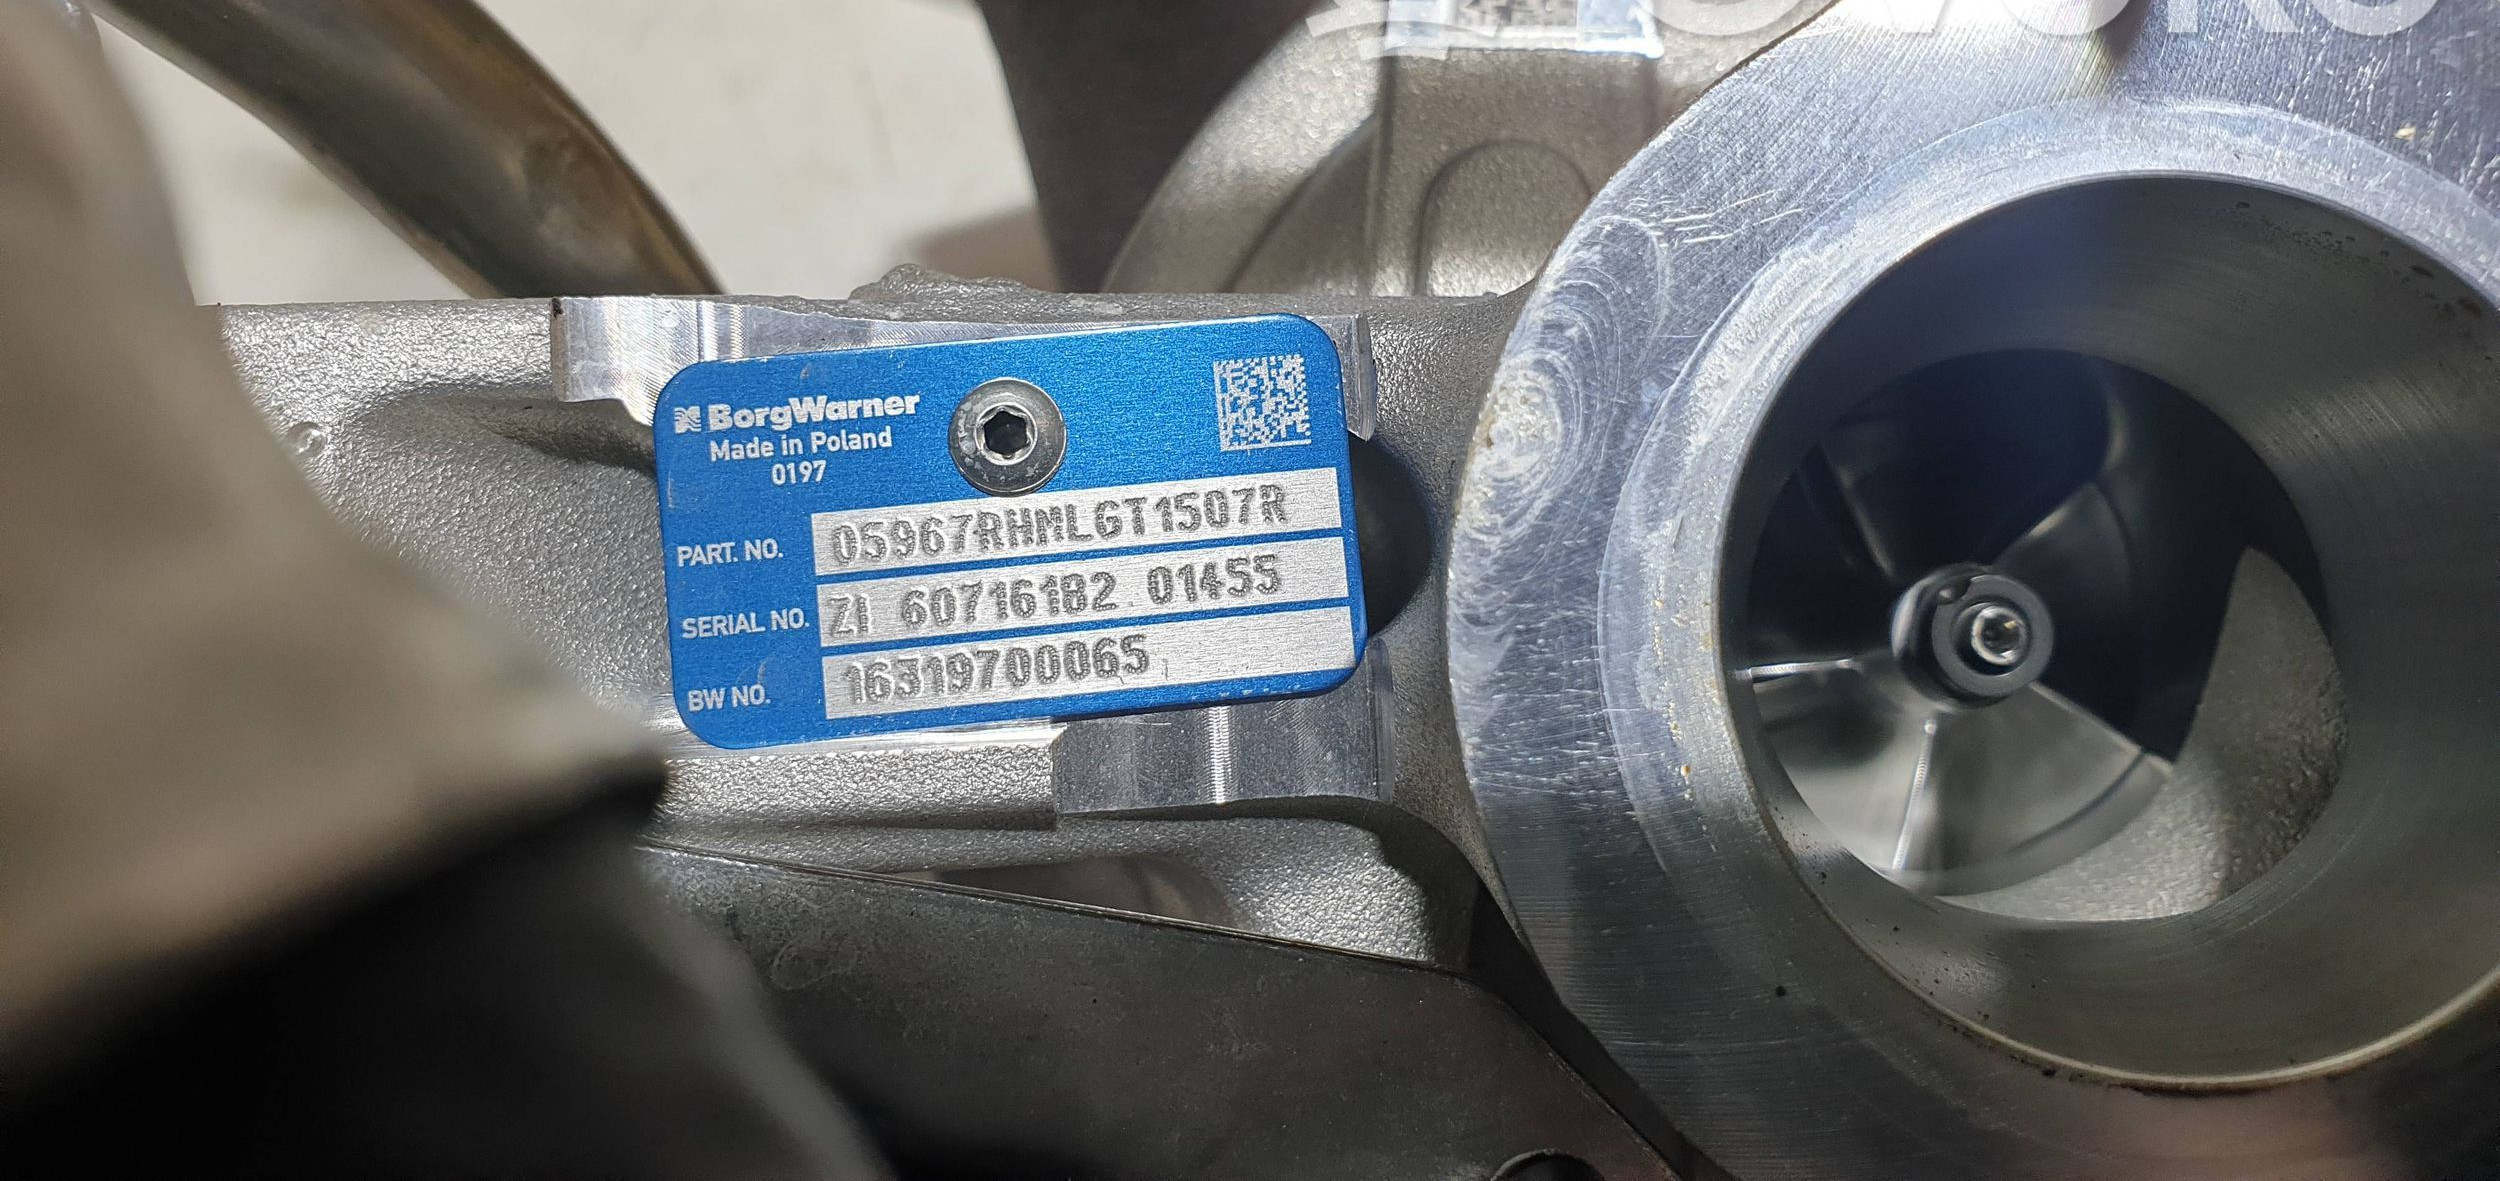 BorgWarner
Made in Poland
0197
PART. NO. 05967RHMLGT1507R
SERIAL NO. ZI 60716182 01455
BW NO. 16319700065